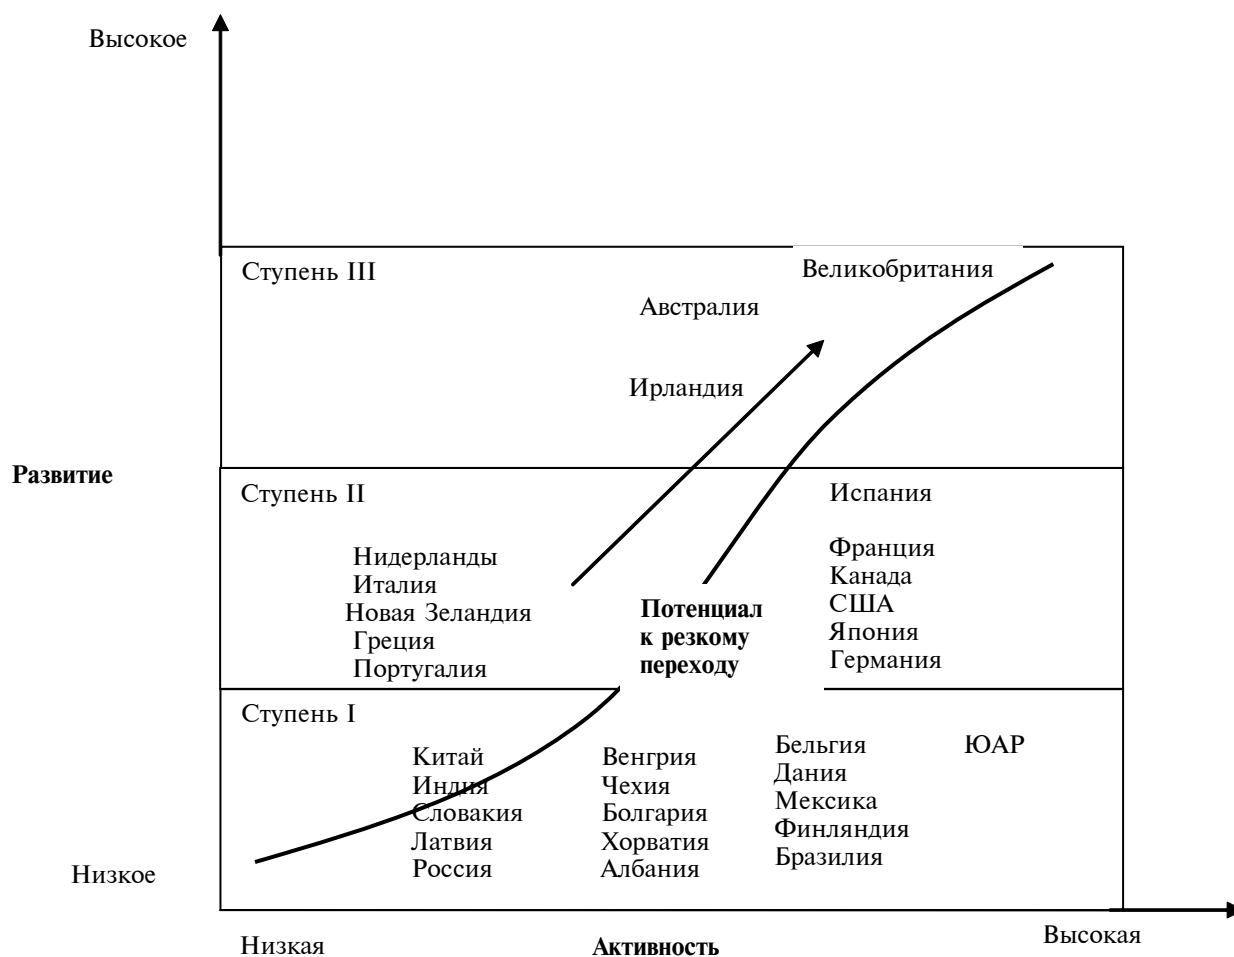 Высокое
Ступень III
Великобритания
Австралия
Ирландия
Развитие
Ступень II
Испания
Нидерланды
Италия
Новая Зеландия
Греция
Португалия
Франция
Канада
США
Япония
Германия
Потенциал
к резкому
переходу
Ступень I
Китай
Индия
Словакия
Латвия
Россия
Венгрия
Чехия
Болгария
Хорватия
Албания
Бельгия
Дания
Мексика
Финляндия
Бразилия
ЮАР
Низкое
Низкая
Активность
Высокая